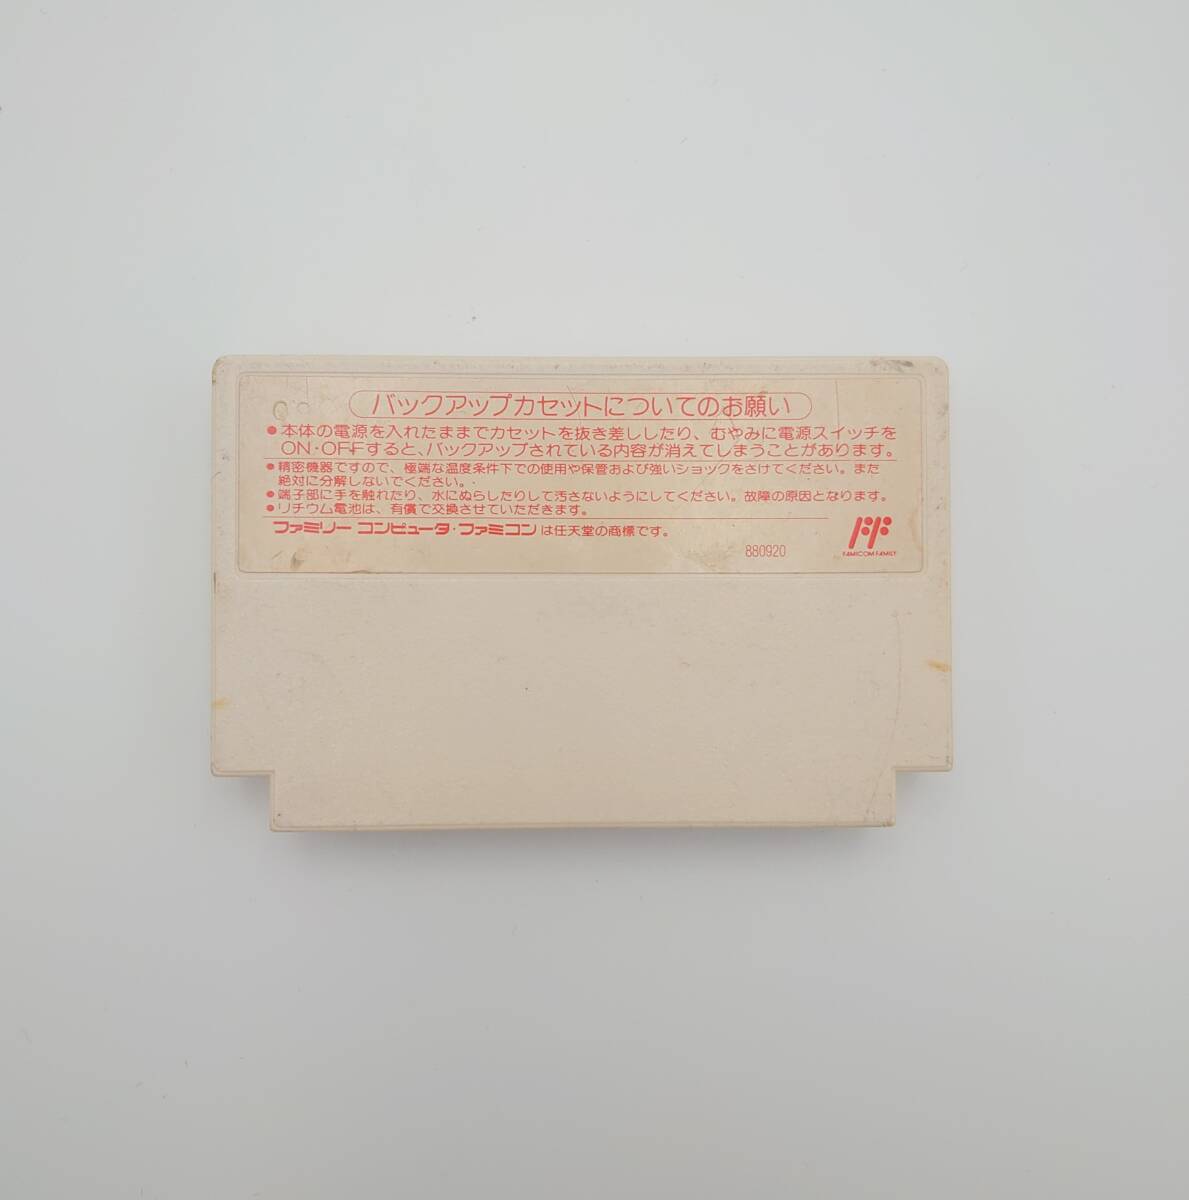 バックアップカセットについてのお願い
●本体の電源を入れたままでカセットを抜き差ししたり、むやみに電源スイッチを
ON・OFFすると、バックアップされている内容が消えてしまうことがあります。
●精密機器ですので、極端な温度条件下での使用や保管および強いショックをさけてください。また
絶対に分解しないでください。
●端子部に手を触れたり、水にぬらしたりして汚さないようにしてください。故障の原因となります。
●リチウム電池は、有償で交換させていただきます。
ファミリー コンピュータ・ファミコンは任天堂の商標です。
880920
FAMICOM FAMILY